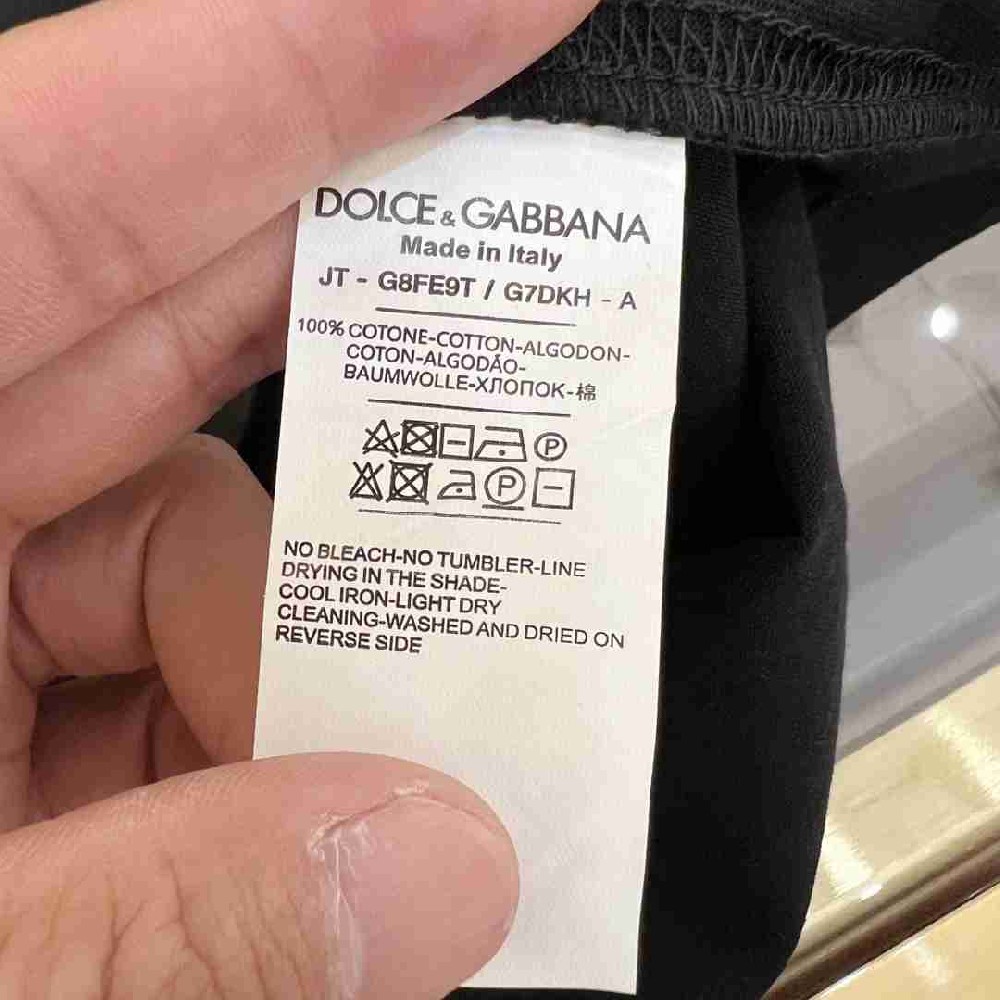 DOLCE & GABBANA
Made in Italy
JT - G8FE9T / G7DKH - A
100% COTONE-COTTON-ALGODON-
COTON-ALGODÃO-
BAUMWOLLE-ХЛОПОК-棉
P
P
NO BLEACH-NO TUMBLER-LINE
DRYING IN THE SHADE-
COOL IRON-LIGHT DRY
CLEANING-WASHED AND DRIED ON
REVERSE SIDE